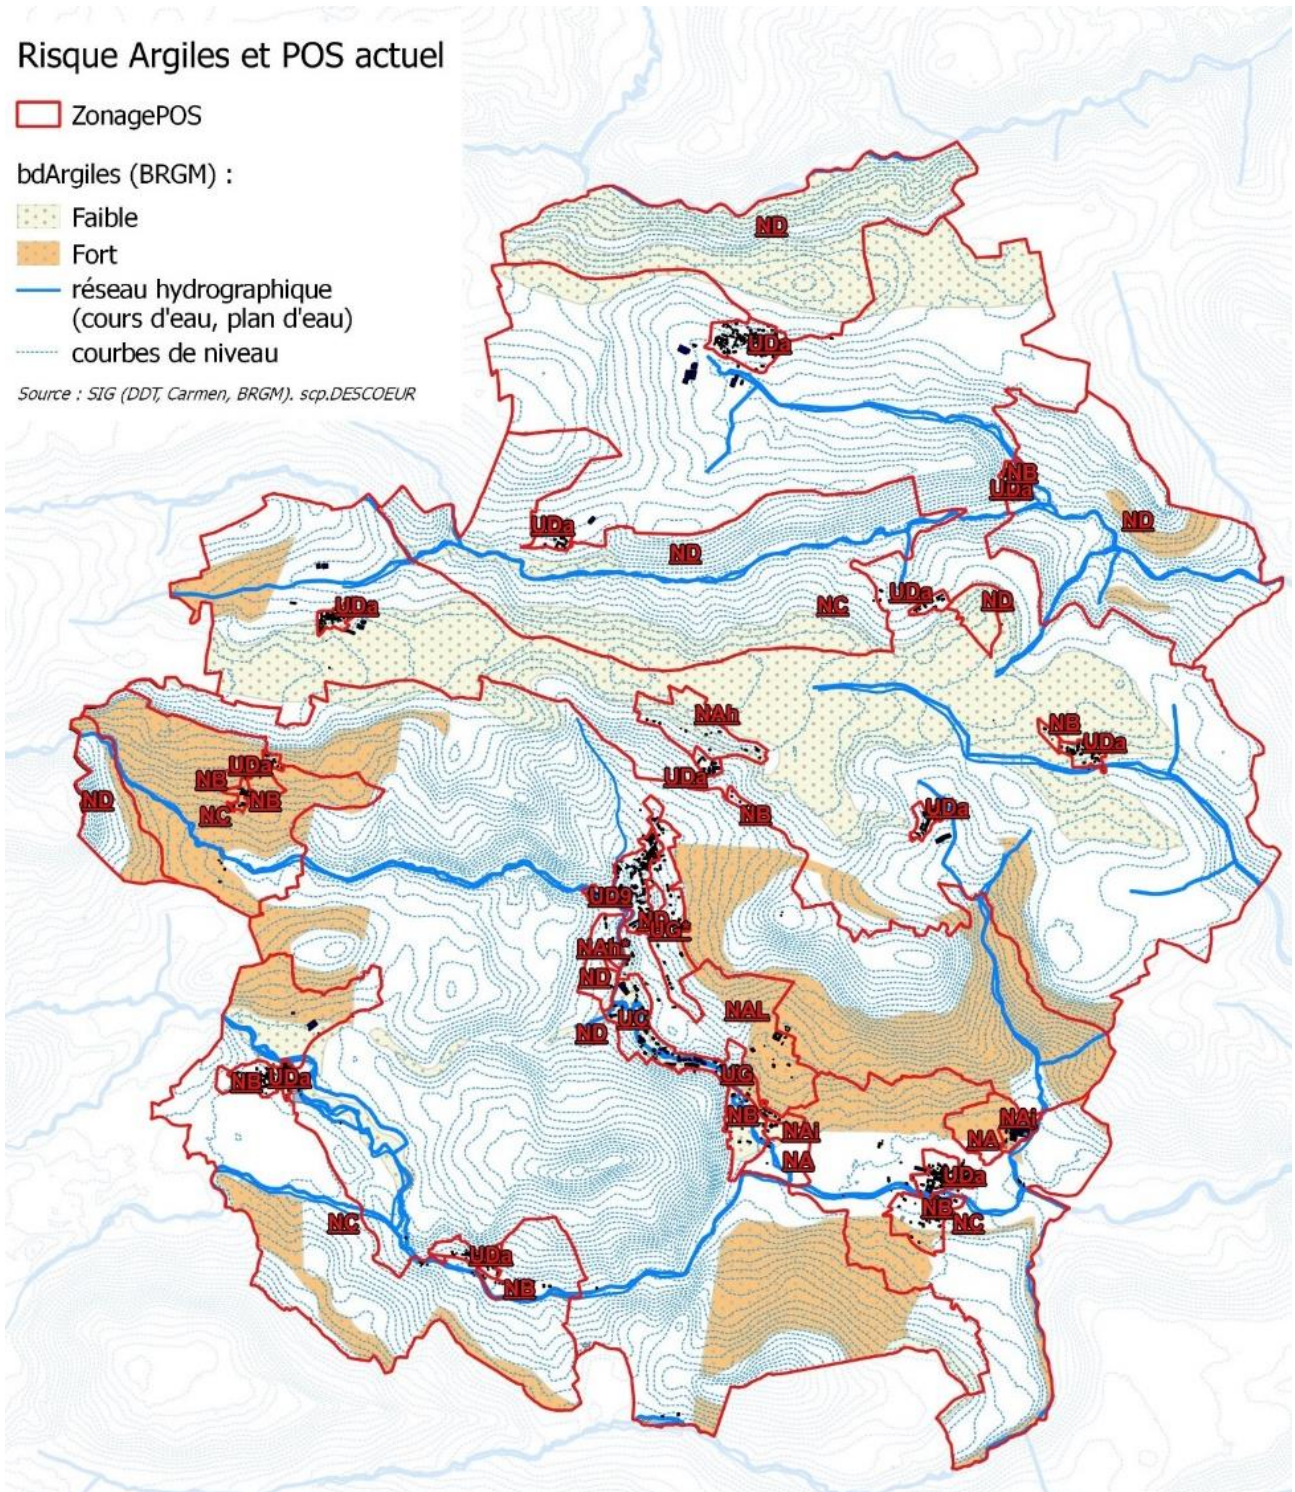 Risque Argiles et POS actuel
ZonagePOS
bdArgiles (BRGM) :
Faible
Fort
réseau hydrographique
(cours d'eau, plan d'eau)
courbes de niveau
Source : SIG (DDT, Carmen, BRGM). scp.DESCOEUR
ND
UDa
NB
UDa
UDa
ND
ND
UDa
NC
UDa
ND
NAh
NB
UDa
UDa
UDa
NB
NB
NC
ND
NB
UDa
UD9
UG*
NAh*
ND
NAL
UC
ND
UG
NB
UDa
NB
NAi
NAi
NA
NA
UDa
NB
NC
NC
UDa
NB